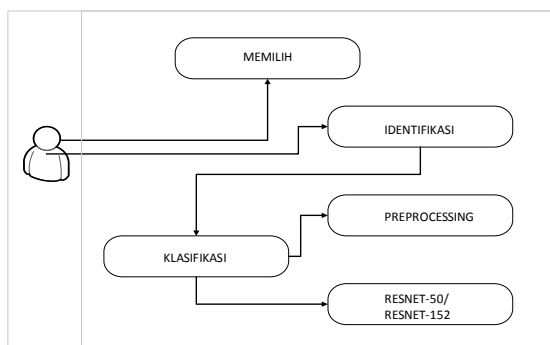 MEMILIH
IDENTIFIKASI
PREPROCESSING
KLASIFIKASI
RESNET-50/
RESNET-152